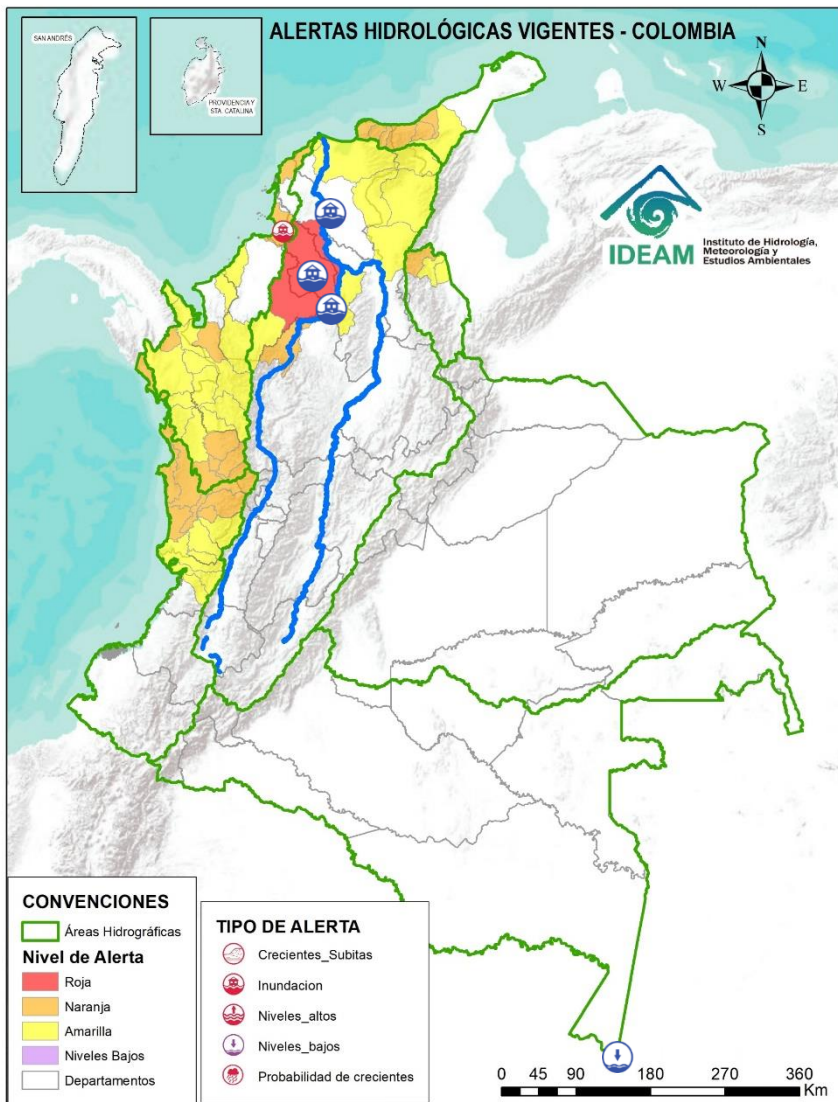 ALERTAS HIDROLÓGICAS VIGENTES - COLOMBIA
SAN ANDRÉS
PROVIDENCIA Y
STA. CATALINA
N
W
E
S
IDEAM
Instituto de Hidrología,
Meteorología y
Estudios Ambientales
CONVENCIONES
Áreas Hidrográficas
Nivel de Alerta
Roja
Naranja
Amarilla
Niveles Bajos
Departamentos
TIPO DE ALERTA
Crecientes_Subitas
Inundacion
Niveles_altos
Niveles_bajos
Probabilidad de crecientes
0 45 90 180 270 360
Km